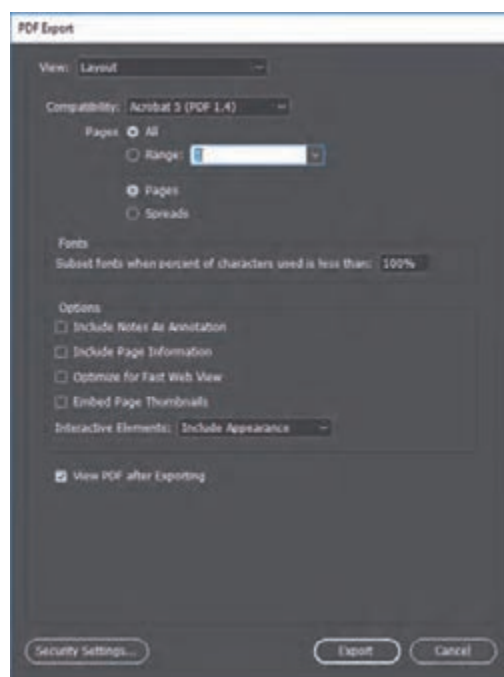 PDF Export
View: Layout
Compatibility: Acrobat 5 (PDF 1.4)
Pages All
Range:
Pages
Spreads
Fonts
Subset fonts when percent of characters used is less than: 100%
Options
Include Notes As Annotation
Include Page Information
Optimize for Fast Web View
Embed Page Thumbnails
Interactive Elements: Include Appearance
View PDF after Exporting
Security Settings... Export Cancel